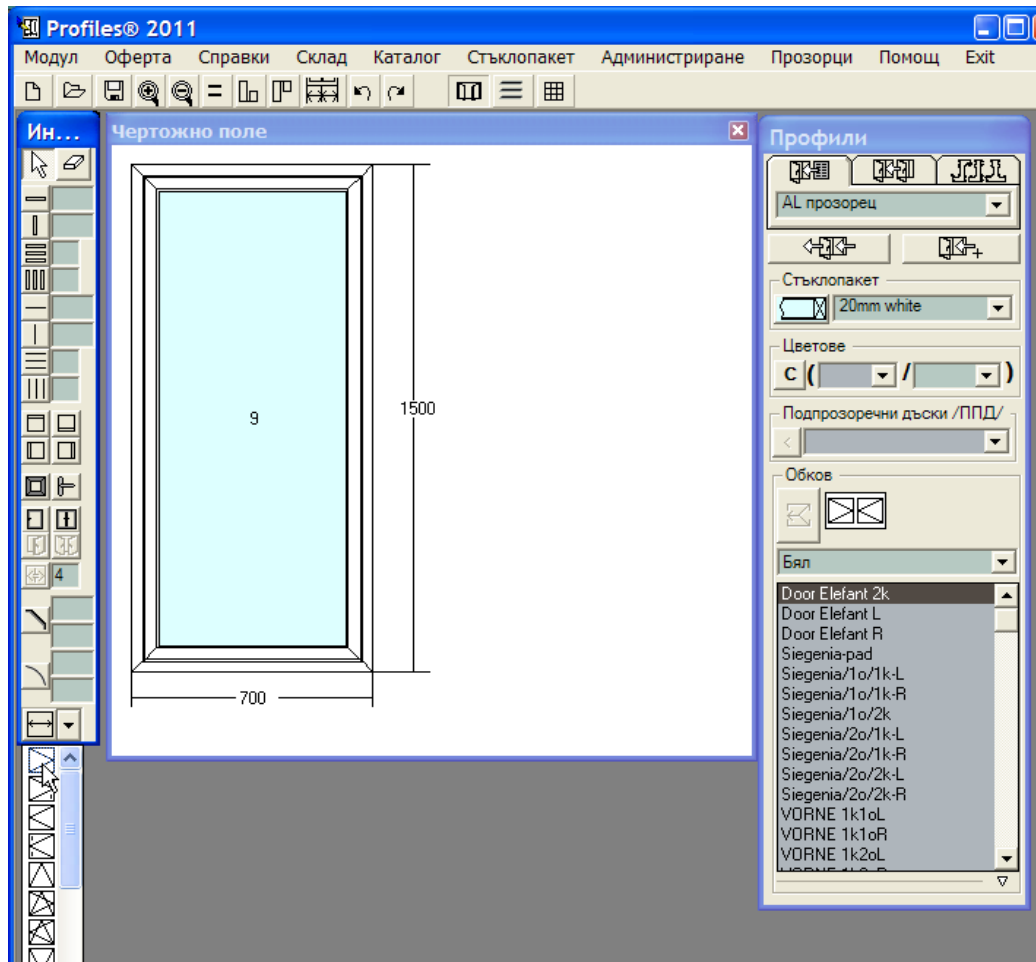 Profiles® 2011
Модул Оферта Справки Склад Каталог Стъклопакет Администриране Прозорци Помощ Exit
Ин...
4
Чертожно поле
9
1500
700
Профили
AL прозорец
Стъклопакет
20mm white
Цветове
C ( / )
Подпрозоречни дъски /ППД/
<
Обков
Бял
Door Elefant 2k
Door Elefant L
Door Elefant R
Siegenia-pad
Siegenia/1o/1k-L
Siegenia/1o/1k-R
Siegenia/1o/2k
Siegenia/2o/1k-L
Siegenia/2o/1k-R
Siegenia/2o/2k-L
Siegenia/2o/2k-R
VORNE 1k1oL
VORNE 1k1oR
VORNE 1k2oL